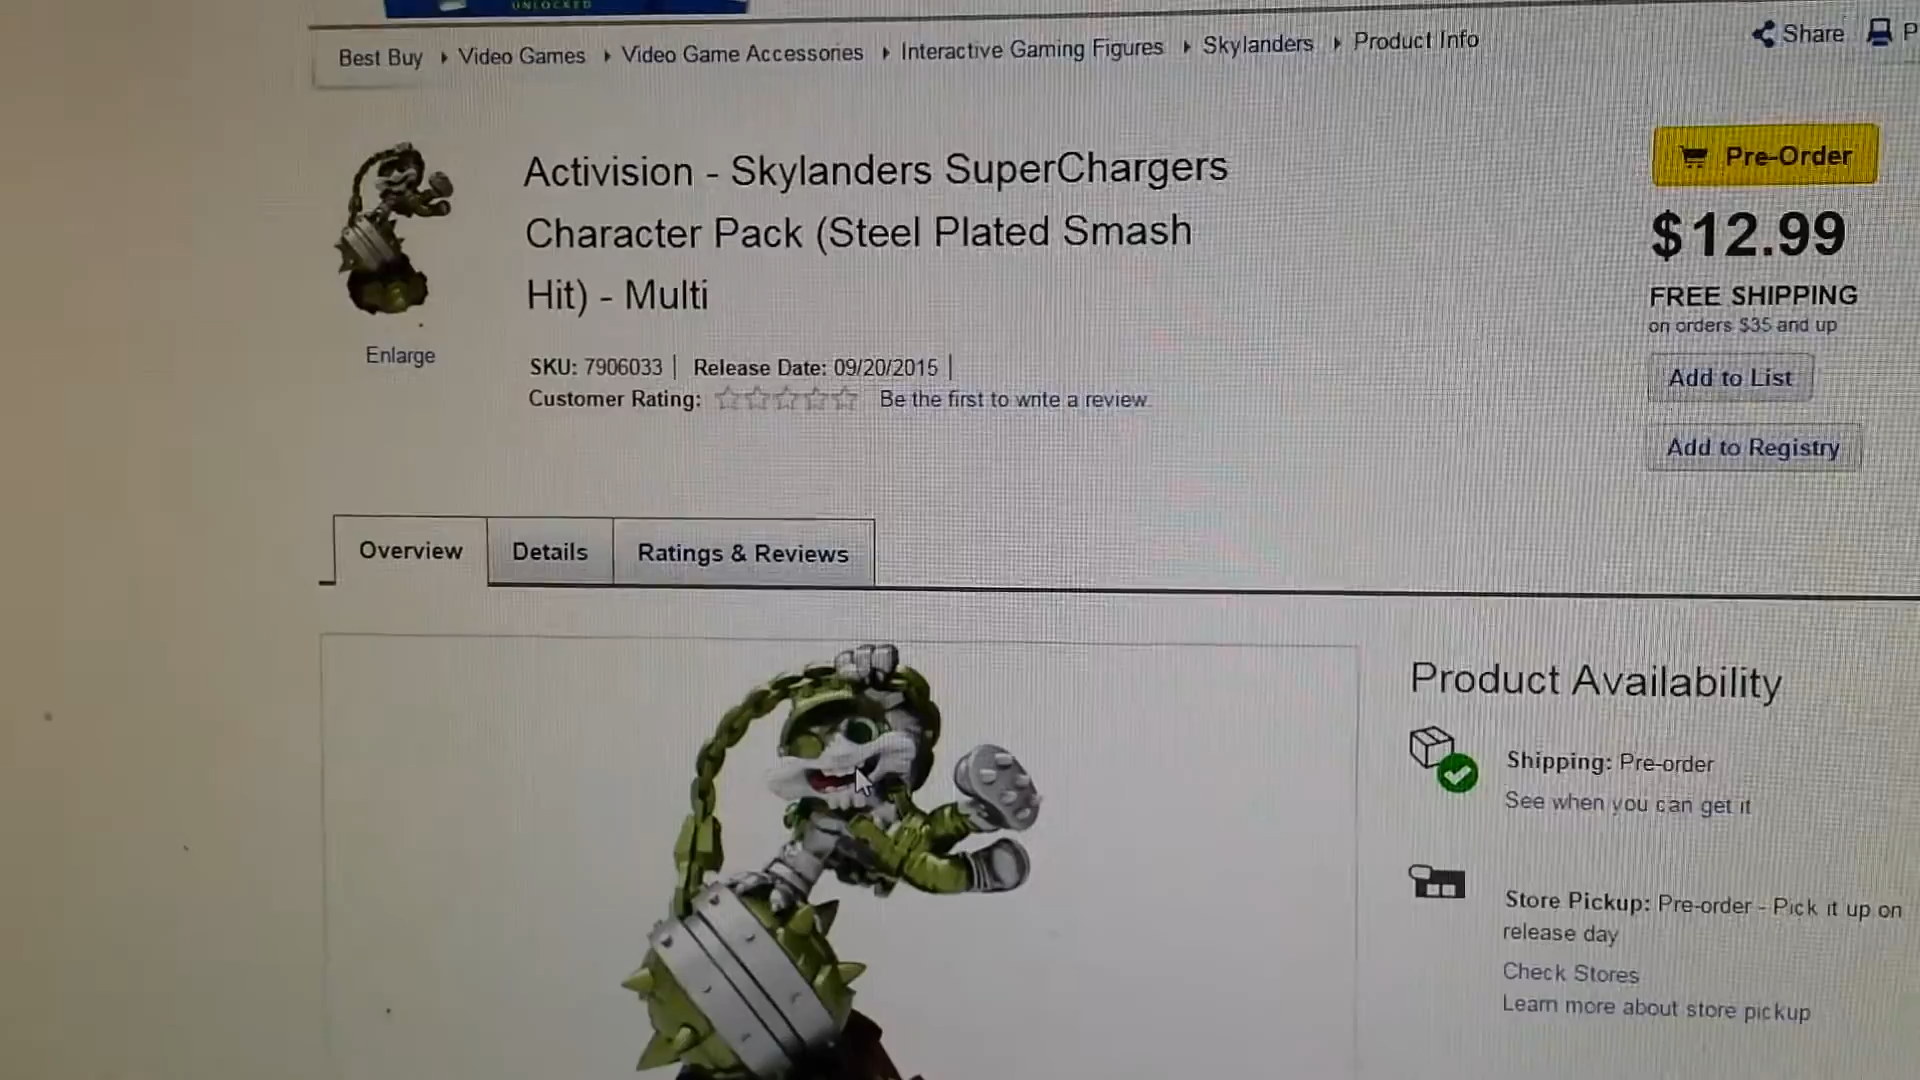 UNLOCKED
Best Buy Video Games Video Game Accessories Interactive Gaming Figures Skylanders Product Info
Share
Activision - Skylanders SuperChargers
Character Pack (Steel Plated Smash
Hit) - Multi
Enlarge
SKU: 7906033 | Release Date: 09/20/2015 |
Customer Rating: Be the first to write a review.
Pre-Order
$12.99
FREE SHIPPING
on orders $35 and up
Add to List
Add to Registry
Overview
Details
Ratings & Reviews
Product Availability
Shipping: Pre-order
See when you can get it
Store Pickup: Pre-order - Pick it up on
release day
Check Stores
Learn more about store pickup